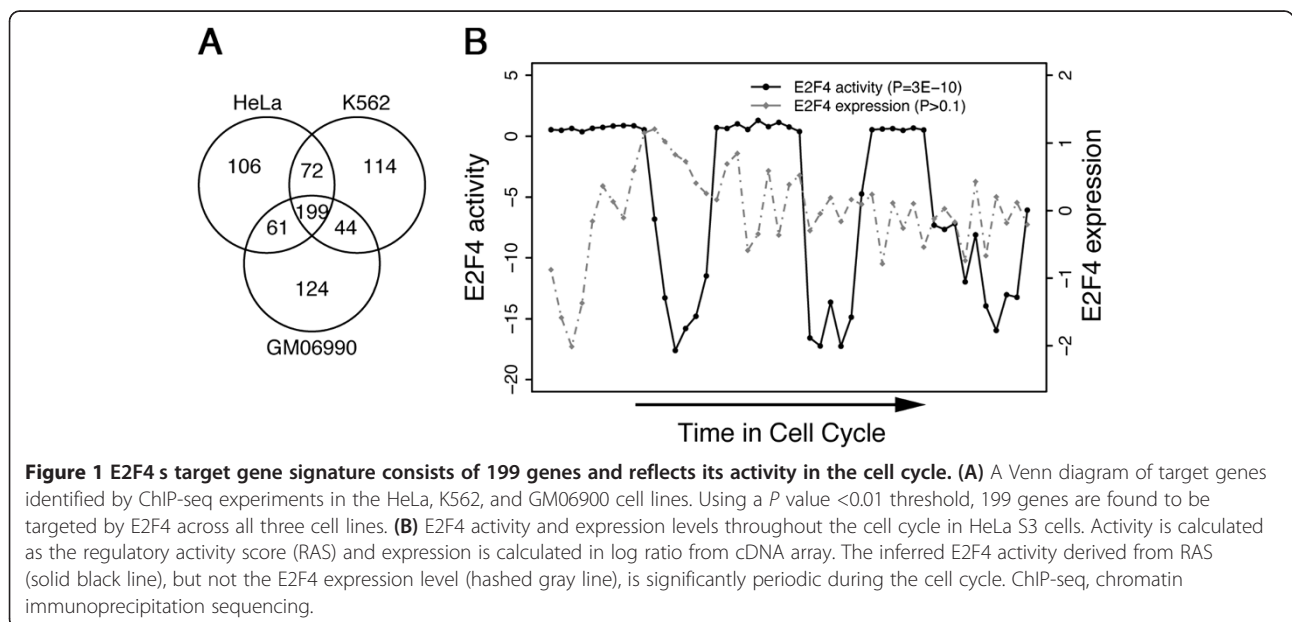 A
HeLa
K562
106
72
114
199
61
44
124
GM06990
B
5
0
−5
−10
−15
−20
E2F4 activity
E2F4 activity (P=3E−10)
E2F4 expression (P>0.1)
2
1
0
−1
−2
E2F4 expression
Time in Cell Cycle
Figure 1 E2F4 s target gene signature consists of 199 genes and reflects its activity in the cell cycle. (A) A Venn diagram of target genes
identified by ChIP-seq experiments in the HeLa, K562, and GM06900 cell lines. Using a P value <0.01 threshold, 199 genes are found to be
targeted by E2F4 across all three cell lines. (B) E2F4 activity and expression levels throughout the cell cycle in HeLa S3 cells. Activity is calculated
as the regulatory activity score (RAS) and expression is calculated in log ratio from cDNA array. The inferred E2F4 activity derived from RAS
(solid black line), but not the E2F4 expression level (hashed gray line), is significantly periodic during the cell cycle. ChIP-seq, chromatin
immunoprecipitation sequencing.